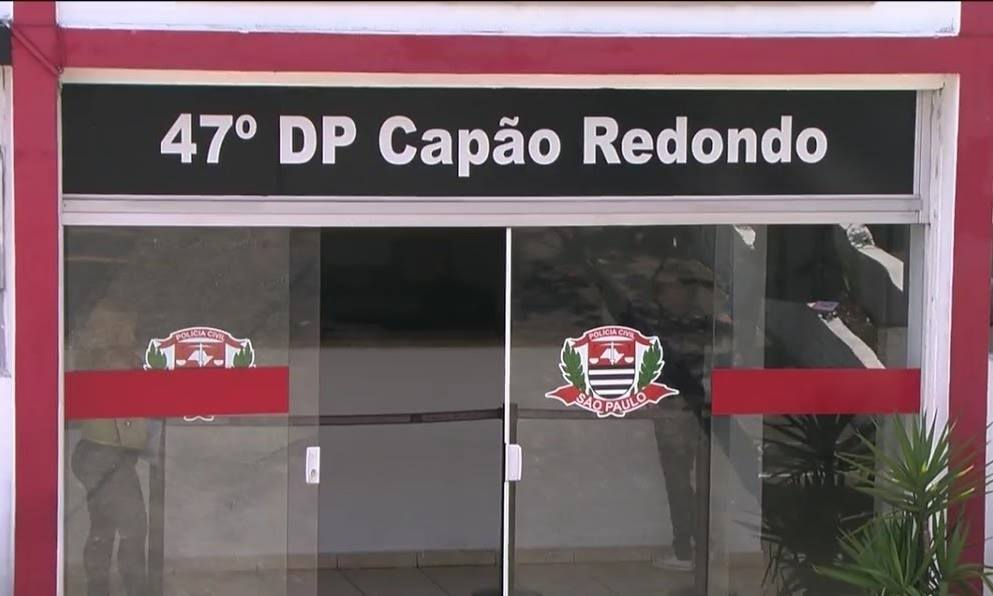 47º DP Capão Redondo
POLÍCIA CIVIL
POLÍCIA CIVIL
SÃO PAULO